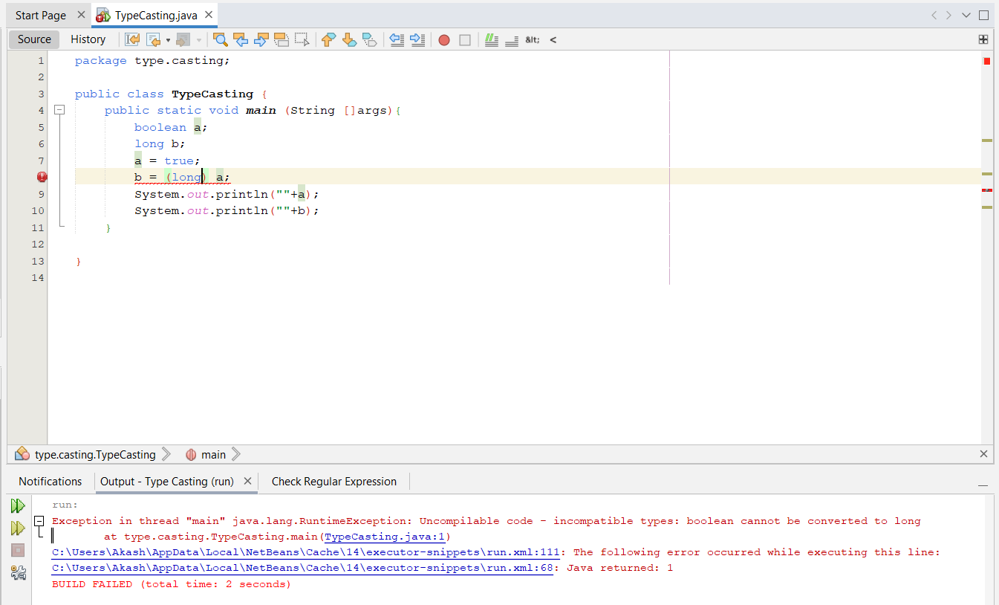 Start Page TypeCasting.java
Source History &lt; <
1 package type.casting;
2
3 public class TypeCasting {
4 public static void main (String []args){
5 boolean a;
6 long b;
7 a = true;
b = (long) a;
9 System.out.println(""+a);
10 System.out.println(""+b);
11 }
12
13 }
14
type.casting.TypeCasting main
Notifications Output - Type Casting (run) Check Regular Expression
run:
Exception in thread "main" java.lang.RuntimeException: Uncompilable code - incompatible types: boolean cannot be converted to long
at type.casting.TypeCasting.main(TypeCasting.java:1)
C:\Users\Akash\AppData\Local\NetBeans\Cache\14\executor-snippets\run.xml:111: The following error occurred while executing this line:
C:\Users\Akash\AppData\Local\NetBeans\Cache\14\executor-snippets\run.xml:68: Java returned: 1
BUILD FAILED (total time: 2 seconds)